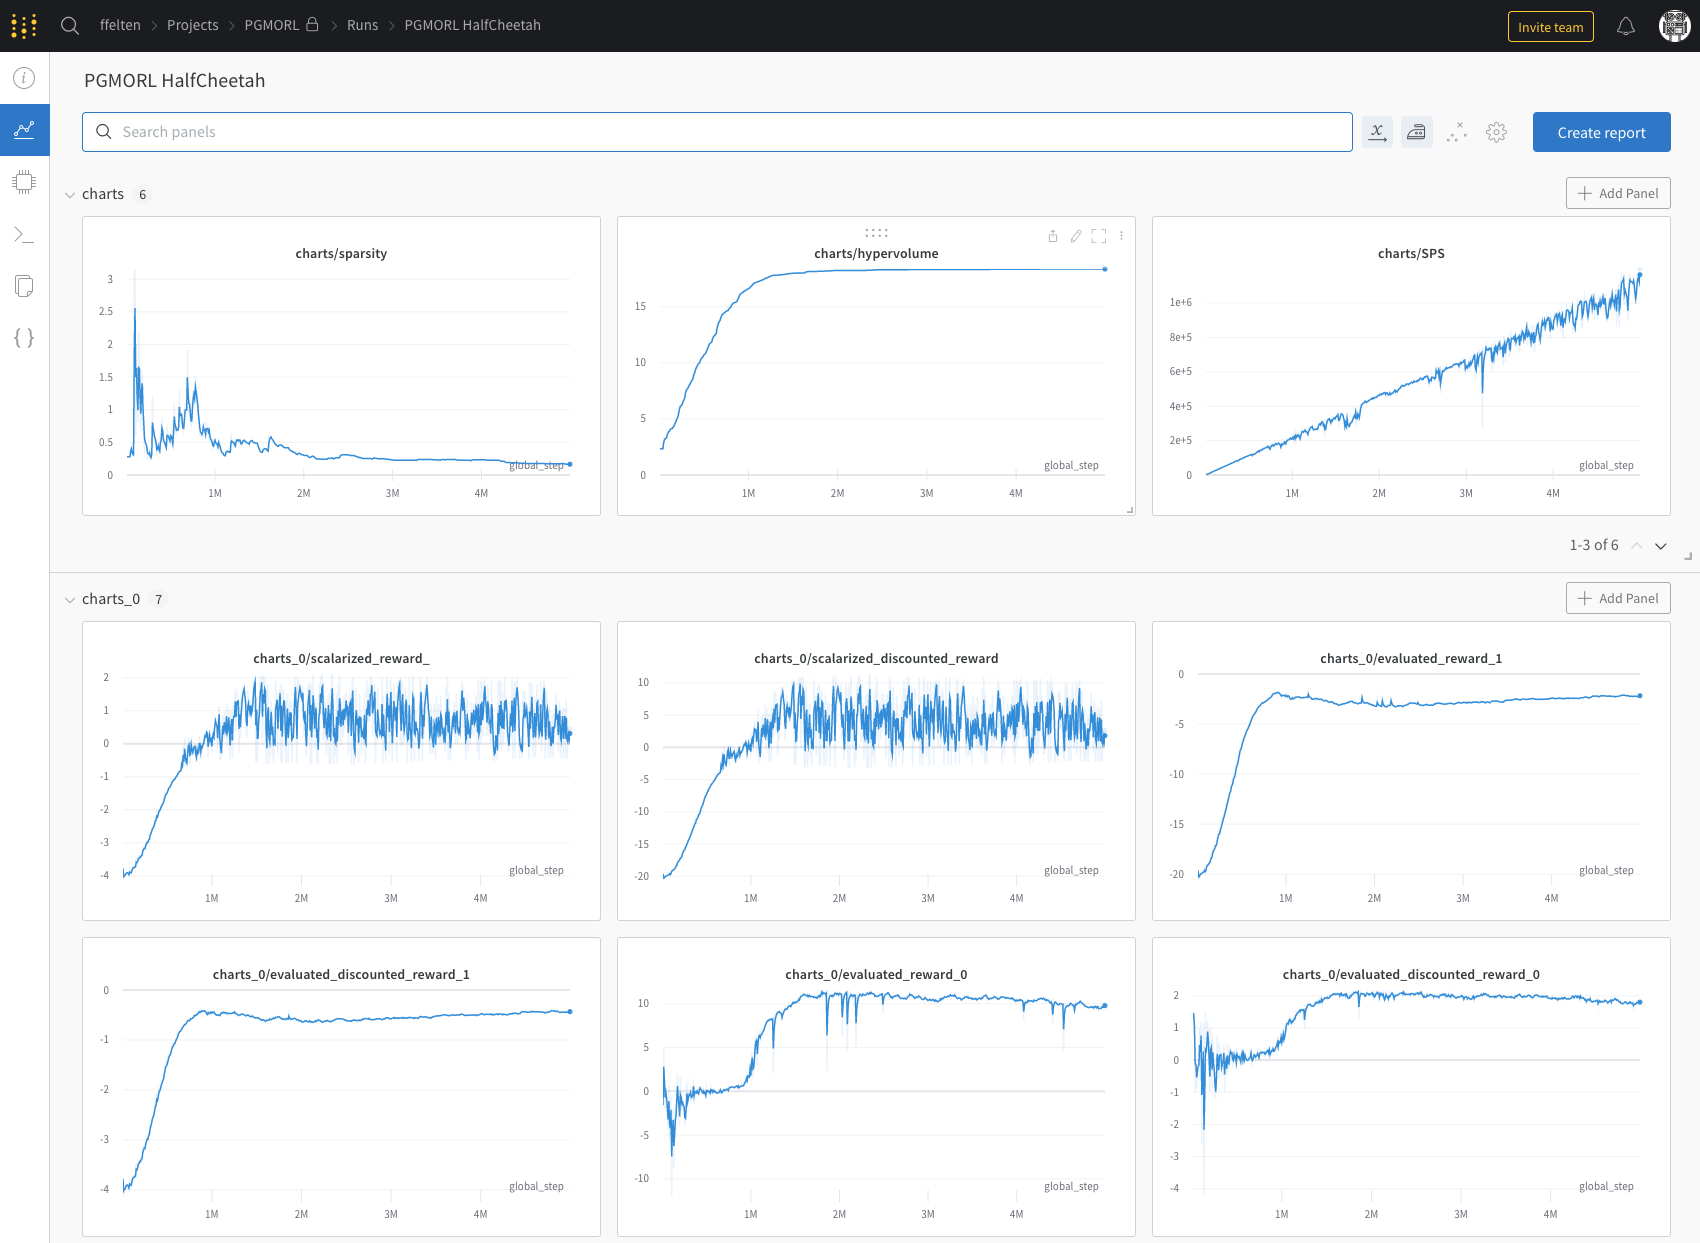 ffelten > Projects > PGMORL > Runs > PGMORL HalfCheetah
Invite team
PGMORL HalfCheetah
Search panels
Create report
charts 6
Add Panel
charts/sparsity
3
2.5
2
1.5
1
0.5
0
1M 2M 3M 4M
global_step
charts/hypervolume
15
10
5
0
1M 2M 3M 4M
global_step
charts/SPS
1e+6
8e+5
6e+5
4e+5
2e+5
0
1M 2M 3M 4M
global_step
1-3 of 6
charts_0 7
Add Panel
charts_0/scalarized_reward_
2
1
0
-1
-2
-3
-4
1M 2M 3M 4M
global_step
charts_0/scalarized_discounted_reward
10
5
0
-5
-10
-15
-20
1M 2M 3M 4M
global_step
charts_0/evaluated_reward_1
0
-5
-10
-15
-20
1M 2M 3M 4M
global_step
charts_0/evaluated_discounted_reward_1
0
-1
-2
-3
-4
1M 2M 3M 4M
global_step
charts_0/evaluated_reward_0
10
5
0
-5
-10
1M 2M 3M 4M
global_step
charts_0/evaluated_discounted_reward_0
2
1
0
-1
-2
-3
-4
1M 2M 3M 4M
global_step